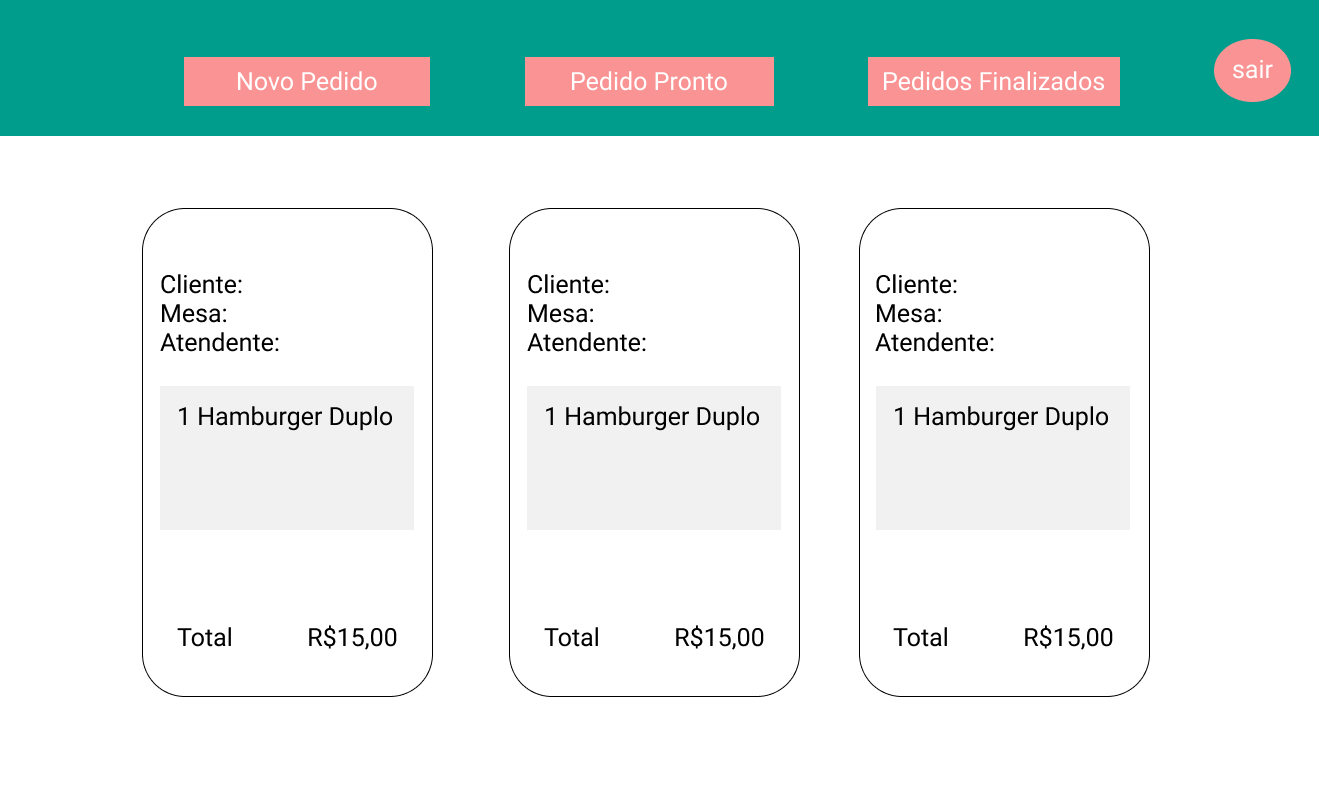 Novo Pedido
Pedido Pronto
Pedidos Finalizados
sair
Cliente:
Mesa:
Atendente:
1 Hamburger Duplo
Total R$15,00
Cliente:
Mesa:
Atendente:
1 Hamburger Duplo
Total R$15,00
Cliente:
Mesa:
Atendente:
1 Hamburger Duplo
Total R$15,00